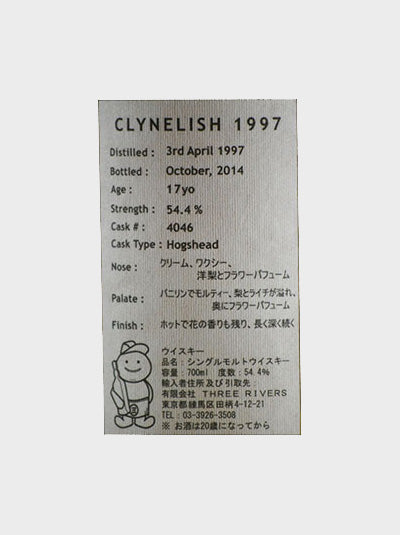 CLYNELISH 1997
Distilled : 3rd April 1997
Bottled : October, 2014
Age : 17yo
Strength : 54.4%
Cask # : 4046
Cask Type : Hogshead
Nose : クリーム、ワクシー、
洋梨とフラワーパフューム
Palate : バニリンでモルティー、梨とライチが溢れ、
奥にフラワーパフューム
Finish : ホットで花の香りも残り、長く深く続く
ウイスキー
品名：シングルモルトウイスキー
容量：700ml 度数：54.4%
輸入者住所及び引取先：
有限会社 THREE RIVERS
東京都練馬区田柄4-12-21
TEL：03-3926-3508
※ お酒は20歳になってから